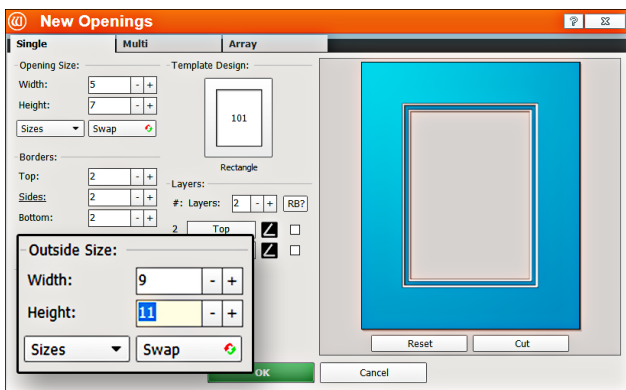 New Openings
? 
Single Multi Array
Opening Size:
Width: 5 - +
Height: 7 - +
Sizes Swap
Borders:
Top: 2 - +
Sides: 2 - +
Bottom: 2 - +
Outside Size:
Width: 9 - +
Height: 11 - +
Sizes Swap
Template Design:
101
Rectangle
Layers:
#: Layers: 2 - + RB?
2 Top
Reset Cut
OK Cancel